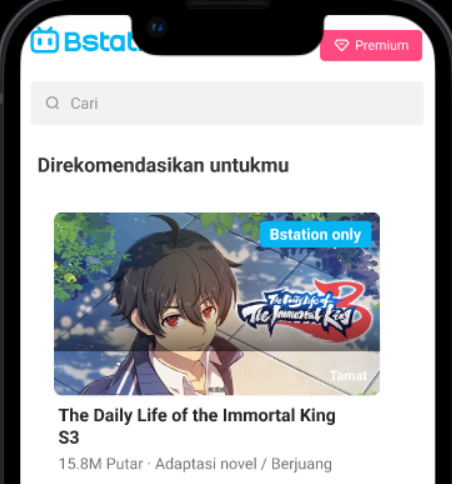 Bstat
Premium
Cari
Direkomendasikan untukmu
Bstation only
The Daily Life of
The Immortal King
3
Tamat
The Daily Life of the Immortal King
S3
15.8M Putar · Adaptasi novel / Berjuang